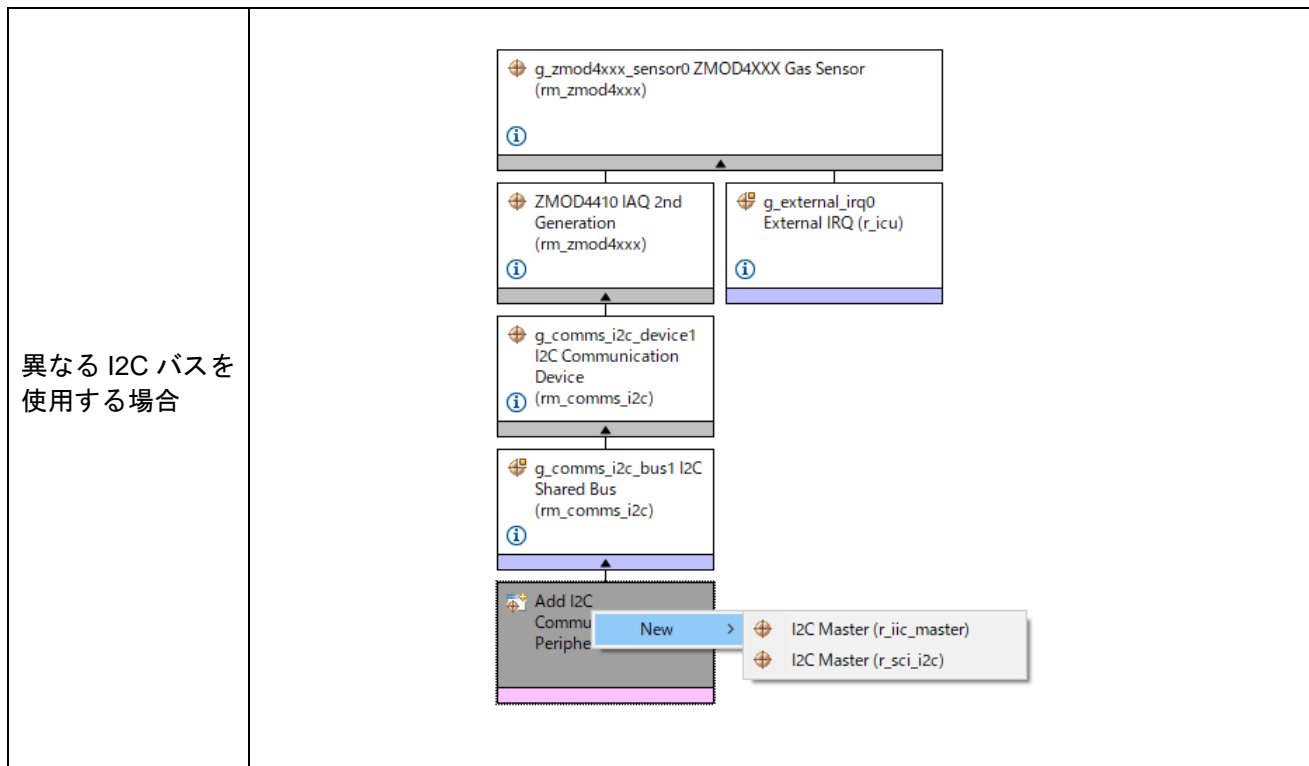 異なる I2C バスを
使用する場合
g_zmod4xxx_sensor0 ZMOD4XXX Gas Sensor
(rm_zmod4xxx)
ZMOD4410 IAQ 2nd
Generation
(rm_zmod4xxx)
g_external_irq0
External IRQ (r_icu)
g_comms_i2c_device1
I2C Communication
Device
(rm_comms_i2c)
g_comms_i2c_bus1 I2C
Shared Bus
(rm_comms_i2c)
Add I2C
Commu
Periphe
New
I2C Master (r_iic_master)
I2C Master (r_sci_i2c)